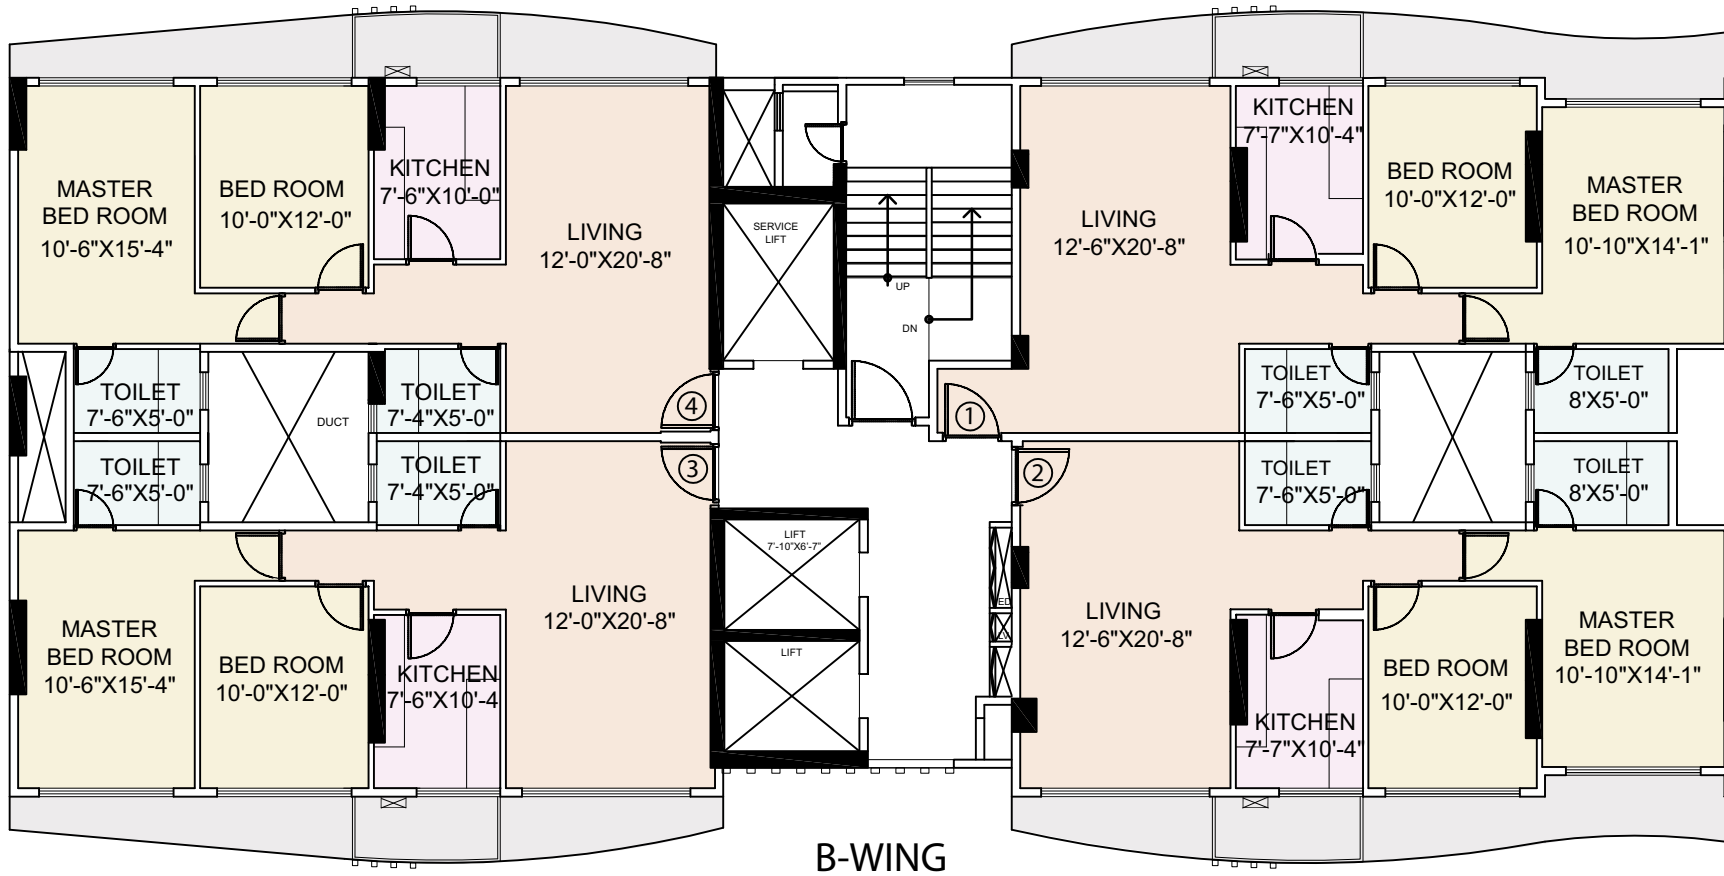 MASTER
BED ROOM
10'-6"X15'-4"
BED ROOM
10'-0"X12'-0"
KITCHEN
7'-6"X10'-0"
LIVING
12'-0"X20'-8"
SERVICE
LIFT
UP
DN
LIVING
12'-6"X20'-8"
KITCHEN
7'-7"X10'-4"
BED ROOM
10'-0"X12'-0"
MASTER
BED ROOM
10'-10"X14'-1"
TOILET
7'-6"X5'-0"
DUCT
TOILET
7'-4"X5'-0"
4
1
TOILET
7'-6"X5'-0"
TOILET
8'X5'-0"
TOILET
7'-6"X5'-0"
TOILET
7'-4"X5'-0"
3
2
TOILET
7'-6"X5'-0"
TOILET
8'X5'-0"
MASTER
BED ROOM
10'-6"X15'-4"
BED ROOM
10'-0"X12'-0"
KITCHEN
7'-6"X10'-4
LIVING
12'-0"X20'-8"
LIFT
7'-10"X6'-7"
LIFT
ED
LV
LIVING
12'-6"X20'-8"
KITCHEN
7'-7"X10'-4"
BED ROOM
10'-0"X12'-0"
MASTER
BED ROOM
10'-10"X14'-1"
B-WING